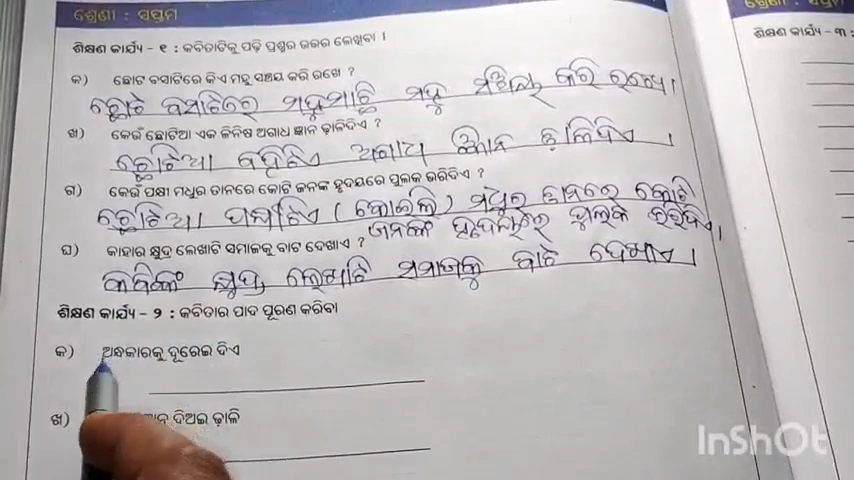 ଶ୍ରେଣୀ : ସପ୍ତମ
ଶିକ୍ଷଣ କାର୍ଯ୍ୟ - ୧ : କବିତାଟିକୁ ପଢ଼ି ପ୍ରଶ୍ନର ଉତ୍ତର ଲେଖିବା ।
କ) ଛୋଟ ବସାଟିରେ କିଏ ମହୁ ସଞ୍ଚୟ କରି ରଖେ ?
ଛୋଟ ବସାଟିରେ ମହୁମାଛି ମହୁ ସଞ୍ଚୟ କରି ରଖେ।
ଖ) କେଉଁ ଛୋଟିଆ ଏକ ଜିନିଷ ଅଗାଧ ଜ୍ଞାନ ଢ଼ାଳିଦିଏ ?
ଛୋଟିଆ ବହିଟିଏ ଅଗାଧ ଜ୍ଞାନ ଢ଼ାଳିଦିଏ ।
ଗ) କେଉଁ ପକ୍ଷୀ ମଧୁର ତାନରେ କୋଟି ଜନଙ୍କ ହୃଦୟରେ ପୁଲକ ଭରିଦିଏ ?
ଛୋଟିଆ ପକ୍ଷୀଟିଏ (କୋଇଲି) ମଧୁର ତାନରେ କୋଟି
ଜନଙ୍କ ହୃଦୟରେ ପୁଲକ ଭରିଦିଏ।
ଘ) କାହାର କ୍ଷୁଦ୍ର ଲେଖାଟି ସମାଜକୁ ବାଟ ଦେଖାଏ ?
କବିଙ୍କ କ୍ଷୁଦ୍ର ଲେଖାଟି ସମାଜକୁ ବାଟ ଦେଖାଏ।
ଶିକ୍ଷଣ କାର୍ଯ୍ୟ - ୨ : କବିତାର ପାଦ ପୂରଣ କରିବା
କ) ଅନ୍ଧକାରକୁ ଦୂରେଇ ଦିଏ
ଖ) ଦିଅଇ ଢ଼ାଳି
ଶ୍ରେଣୀ : ସପ୍ତମ
ଶିକ୍ଷଣ କାର୍ଯ୍ୟ - ୩ :
InShOt